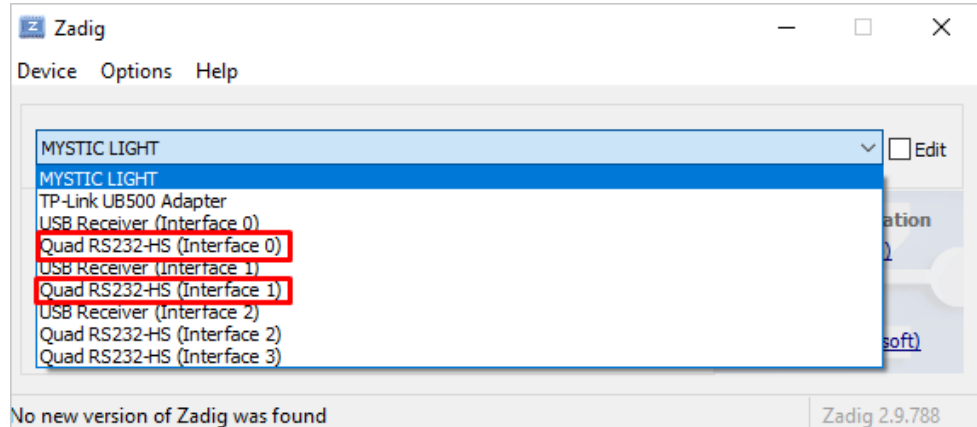 Zadig
Device Options Help
MYSTIC LIGHT Edit
MYSTIC LIGHT
TP-Link UB500 Adapter
USB Receiver (Interface 0)
Quad RS232-HS (Interface 0)
USB Receiver (Interface 1)
Quad RS232-HS (Interface 1)
USB Receiver (Interface 2)
Quad RS232-HS (Interface 2)
Quad RS232-HS (Interface 3)
No new version of Zadig was found Zadig 2.9.788